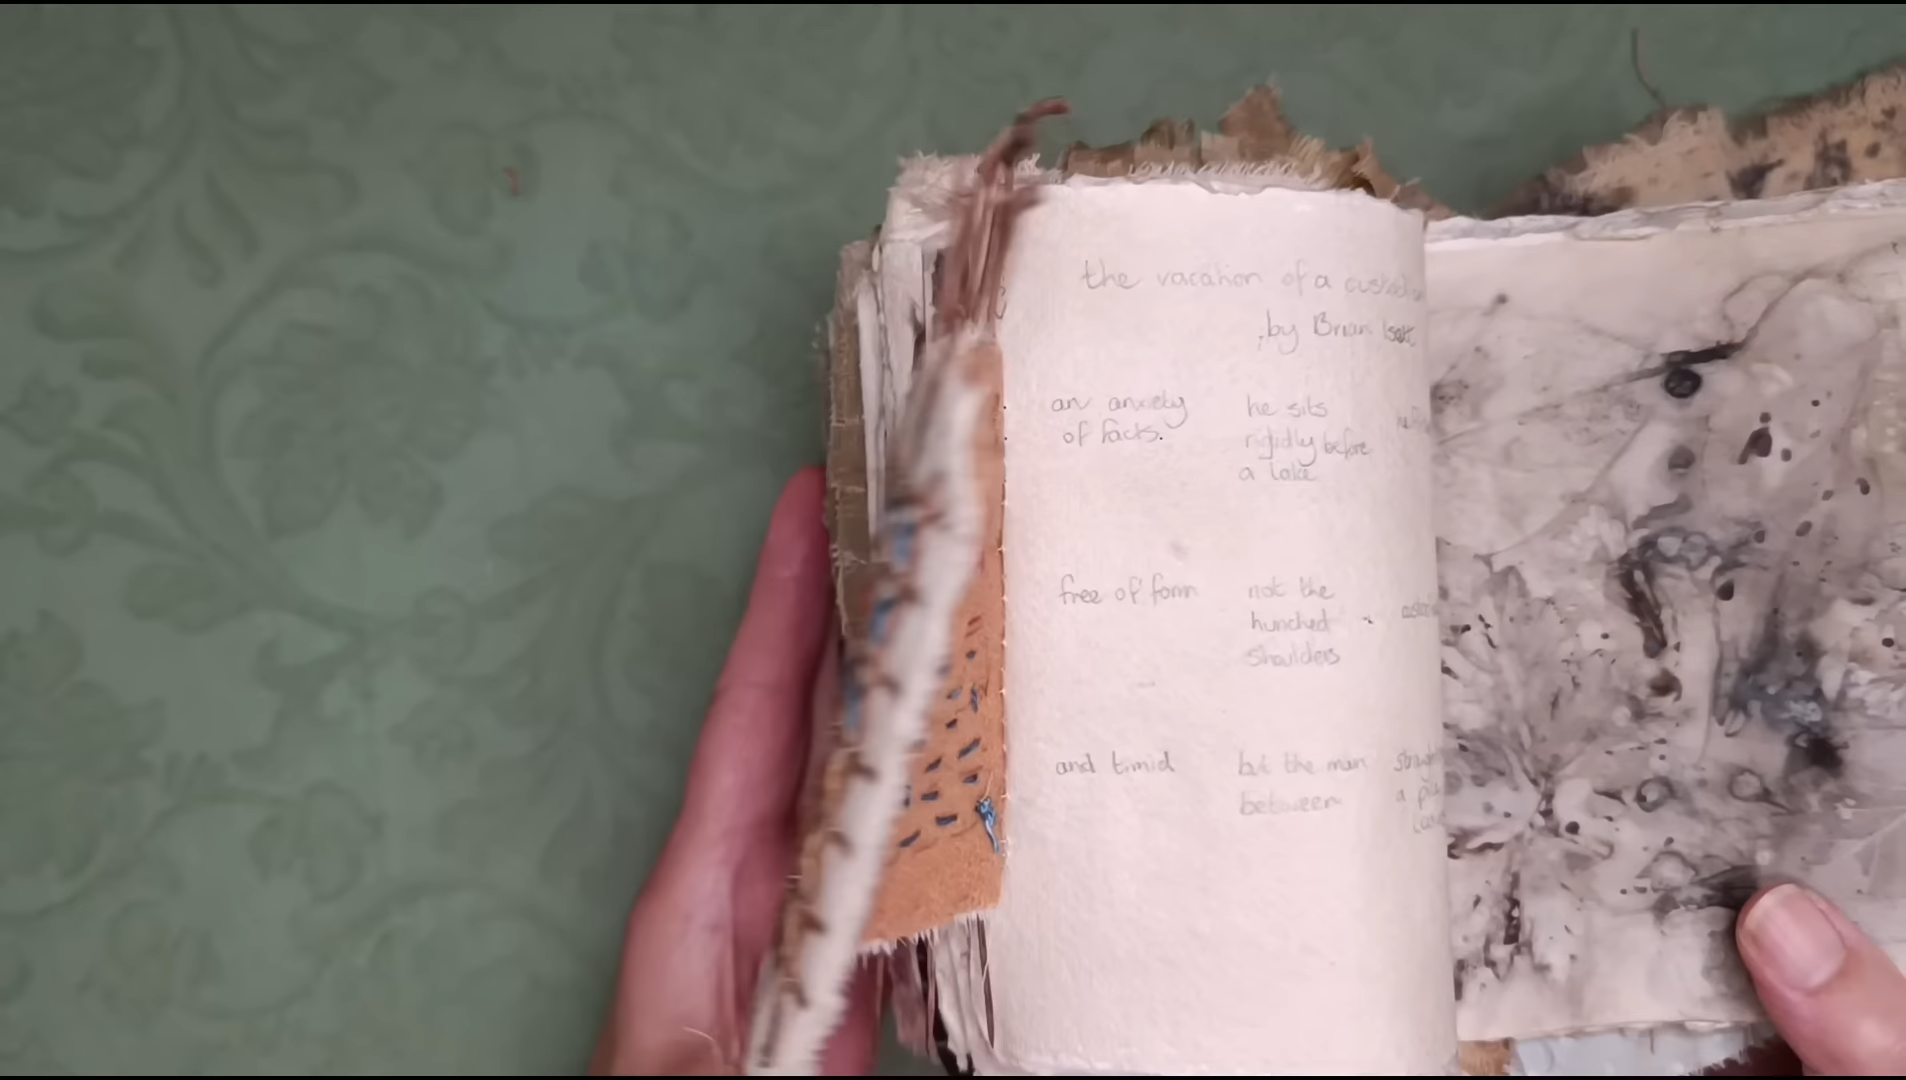 the vacation of a
by Brian
an anxiety
of facts.
he sits
rigidly before
a lake
free of form
not the
hunched
shoulders
and timid
but the man
between
a